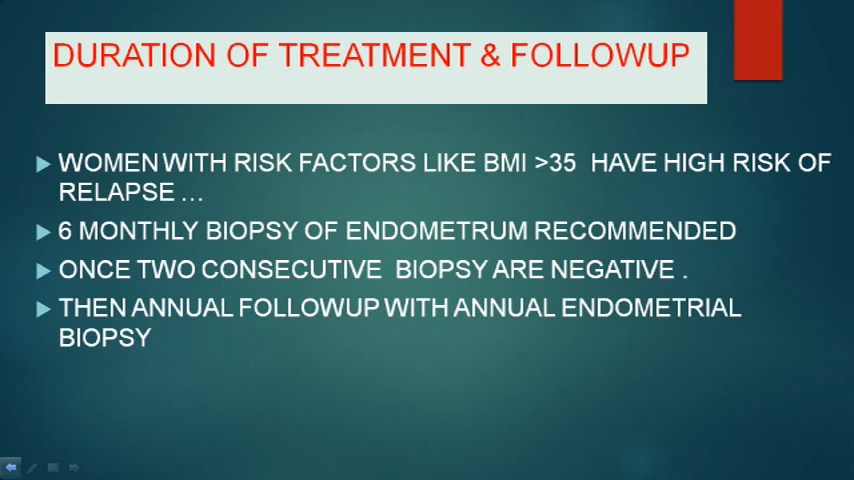 DURATION OF TREATMENT & FOLLOWUP
WOMEN WITH RISK FACTORS LIKE BMI >35 HAVE HIGH RISK OF
RELAPSE ...
6 MONTHLY BIOPSY OF ENDOMETRUM RECOMMENDED
ONCE TWO CONSECUTIVE BIOPSY ARE NEGATIVE .
THEN ANNUAL FOLLOWUP WITH ANNUAL ENDOMETRIAL
BIOPSY